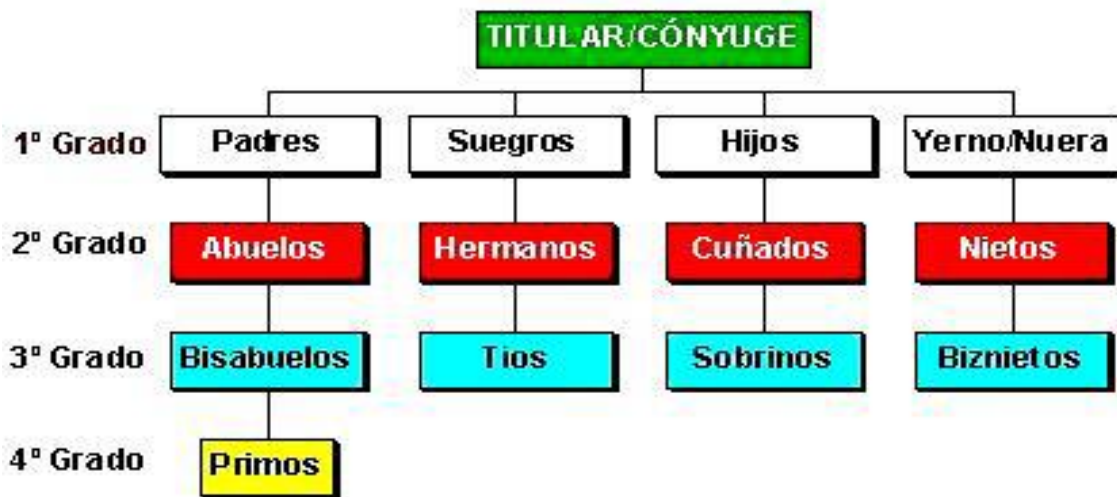 TITULAR/CÓNYUGE
1º Grado Padres Suegros Hijos Yerno/Nuera
2º Grado Abuelos Hermanos Cuñados Nietos
3º Grado Bisabuelos Tios Sobrinos Biznietos
4º Grado Primos